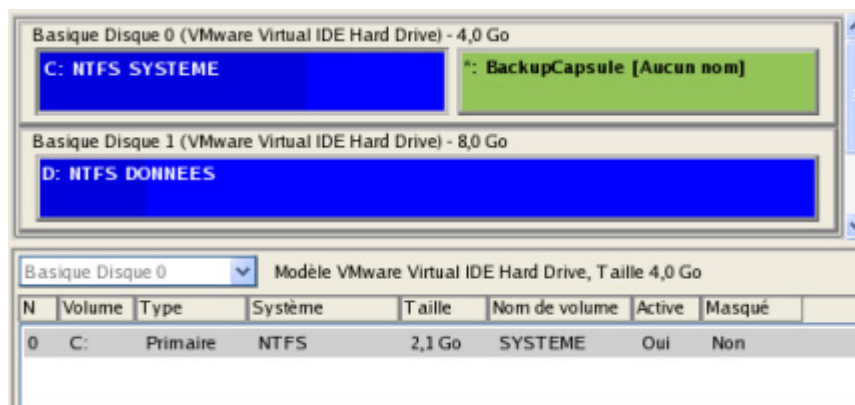 Basique Disque 0 (VMware Virtual IDE Hard Drive) - 4,0 Go
C: NTFS SYSTEME *: BackupCapsule [Aucun nom]
Basique Disque 1 (VMware Virtual IDE Hard Drive) - 8,0 Go
D: NTFS DONNEES
Basique Disque 0 Modèle VMware Virtual IDE Hard Drive, Taille 4,0 Go
N Volume Type Système Taille Nom de volume Active Masqué
0 C: Primaire NTFS 2,1 Go SYSTEME Oui Non